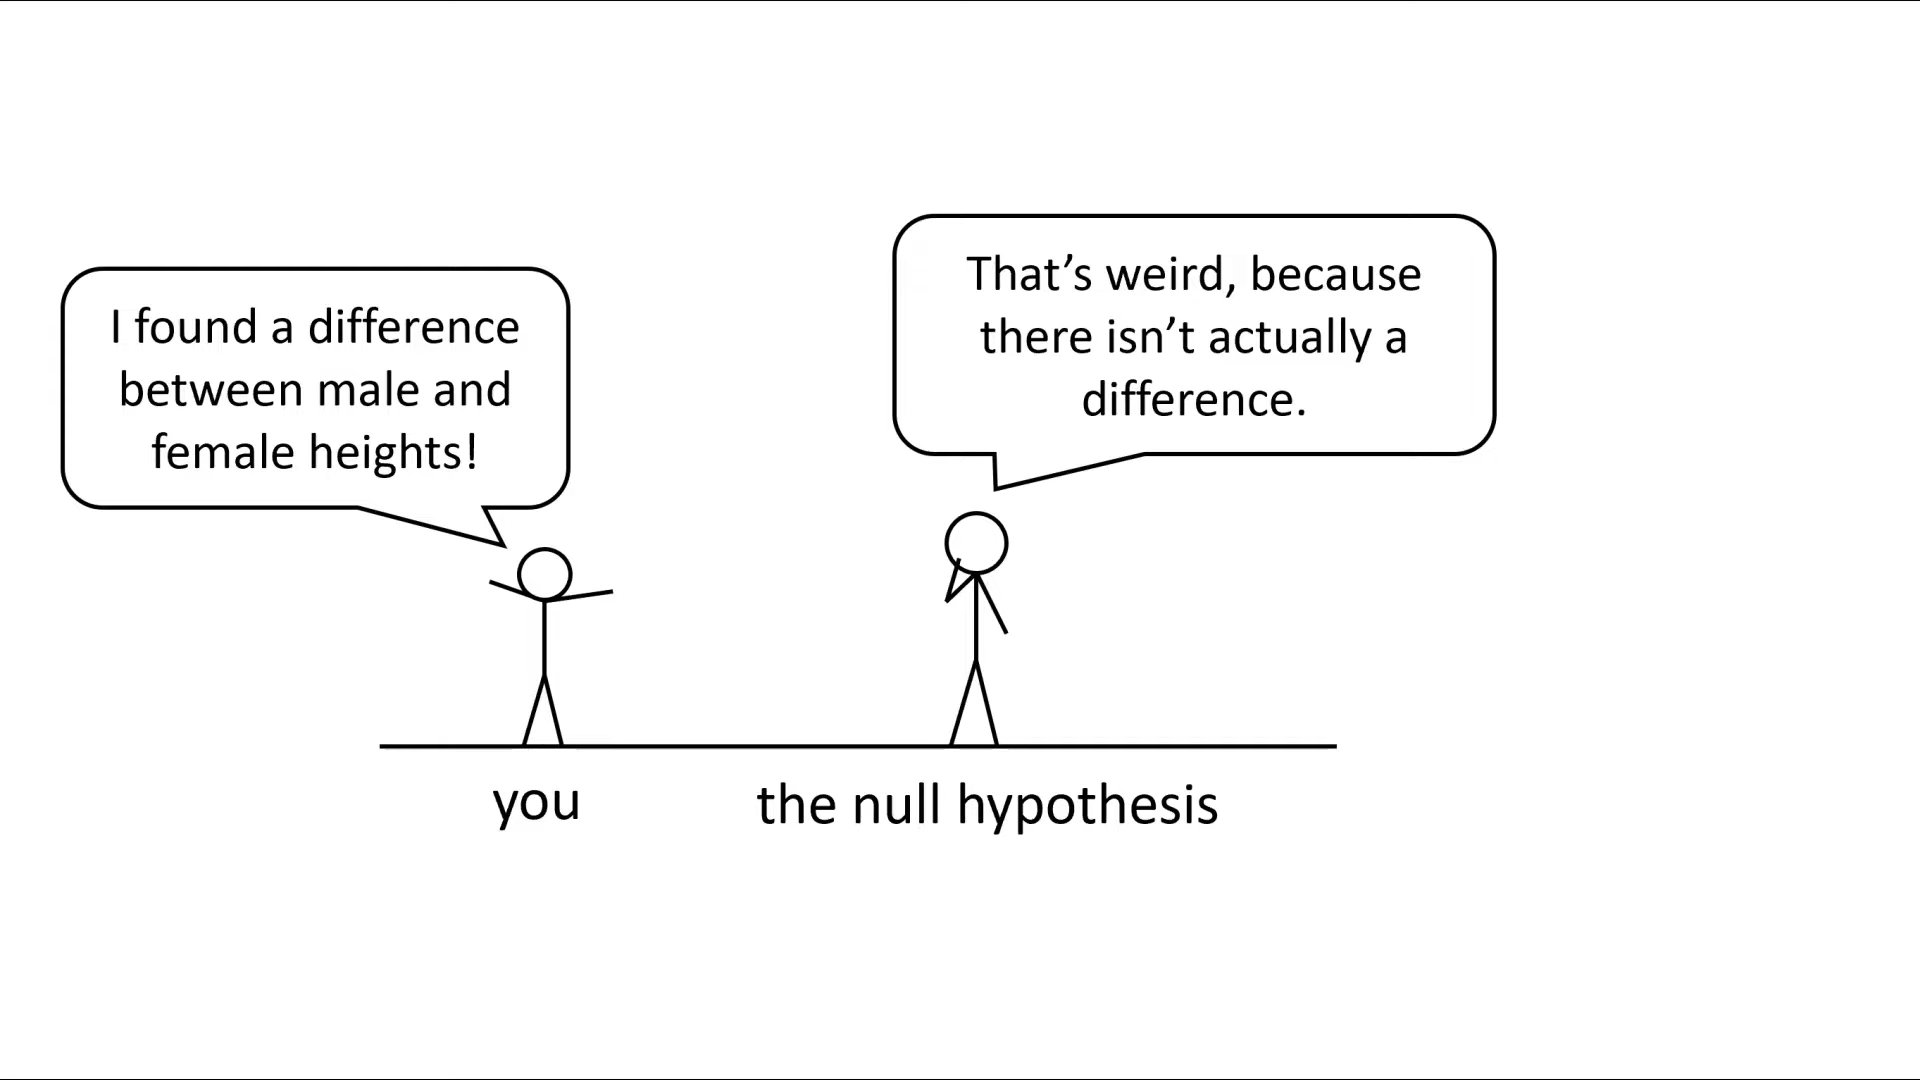 I found a difference
between male and
female heights!
That’s weird, because
there isn’t actually a
difference.
you
the null hypothesis